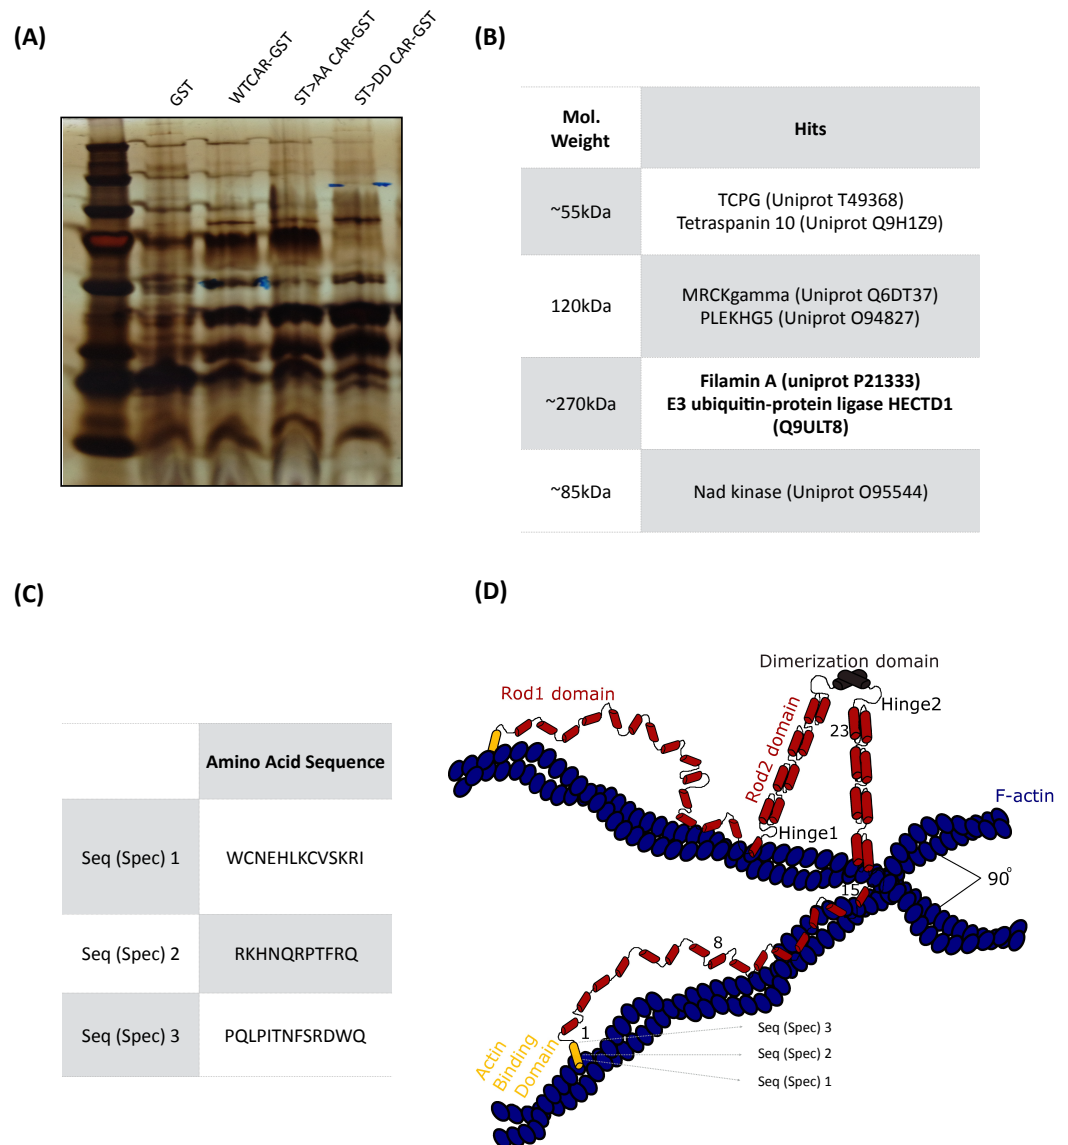 (A)
GST
WTCAR-GST
ST>AA CAR-GST
ST>DD CAR-GST
(B)
Mol. Weight
Hits
~55kDa
TCPG (Uniprot T49368)
Tetraspanin 10 (Uniprot Q9H1Z9)
120kDa
MRCKgamma (Uniprot Q6DT37)
PLEKHG5 (Uniprot O94827)
~270kDa
Filamin A (uniprot P21333)
E3 ubiquitin-protein ligase HECTD1
(Q9ULT8)
~85kDa
Nad kinase (Uniprot O95544)
(C)
Amino Acid Sequence
Seq (Spec) 1
WCNEHLKCVSKRI
Seq (Spec) 2
RKHNQRPTFRQ
Seq (Spec) 3
PQLPITNFSRDWQ
(D)
Dimerization domain
Rod1 domain
Hinge2
23
Rod2 domain
F-actin
Hinge1
90°
15
8
1
Seq (Spec) 3
Seq (Spec) 2
Seq (Spec) 1
Actin
Binding
Domain